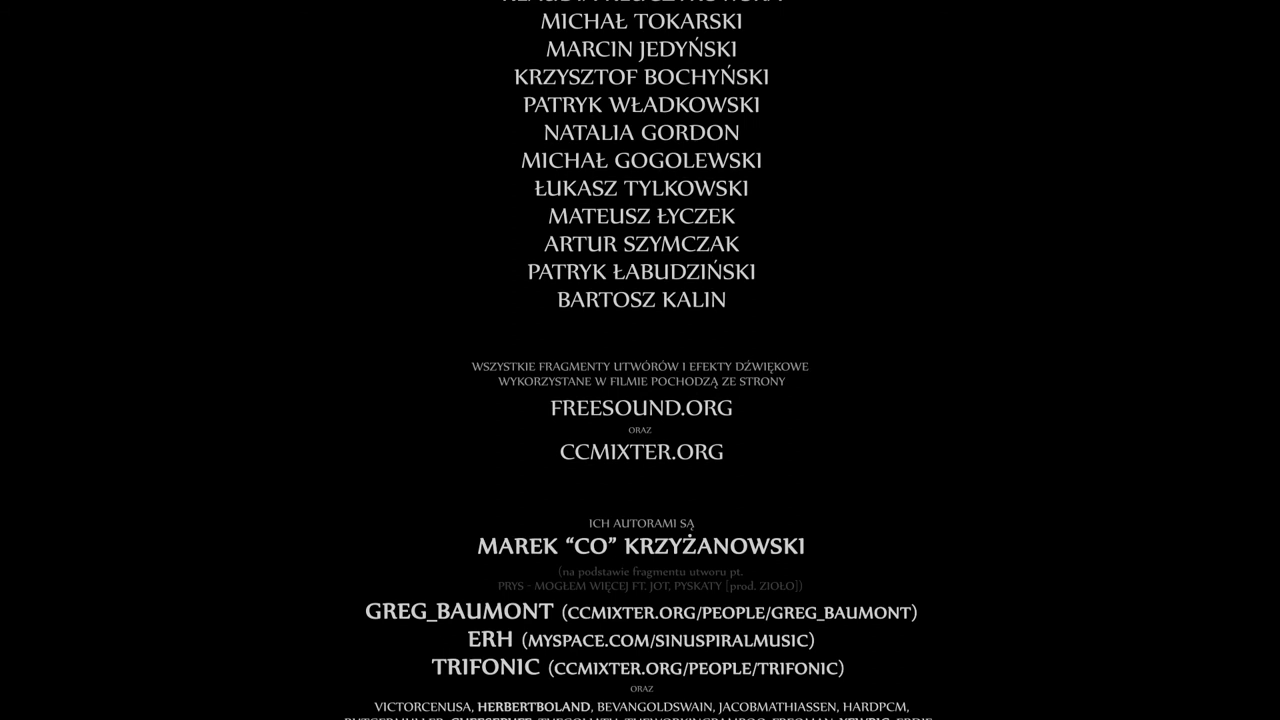 MICHAŁ TOKARSKI
MARCIN JEDYŃSKI
KRZYSZTOF BOCHYŃSKI
PATRYK WŁADKOWSKI
NATALIA GORDON
MICHAŁ GOGOLEWSKI
ŁUKASZ TYLKOWSKI
MATEUSZ ŁYCZEK
ARTUR SZYMCZAK
PATRYK ŁABUDZIŃSKI
BARTOSZ KALIN
WSZYSTKIE FRAGMENTY UTWÓRÓW I EFEKTY DŹWIĘKOWE
WYKORZYSTANE W FILMIE POCHODZĄ ZE STRONY
FREESOUND.ORG
ORAZ
CCMIXTER.ORG
ICH AUTORAMI SĄ
MAREK “CO” KRZYŻANOWSKI
(na podstawie fragmentu utworu pt.
PRYS - MOGŁEM WIĘCEJ FT. JOT, PYSKATY [prod. ZIOŁO])
GREG_BAUMONT (CCMIXTER.ORG/PEOPLE/GREG_BAUMONT)
ERH (MYSPACE.COM/SINUSPIRALMUSIC)
TRIFONIC (CCMIXTER.ORG/PEOPLE/TRIFONIC)
ORAZ
VICTORCENUSA, HERBERTBOLAND, BEVANGOLDSWAIN, JACOBMATHIASSEN, HARDPCM,